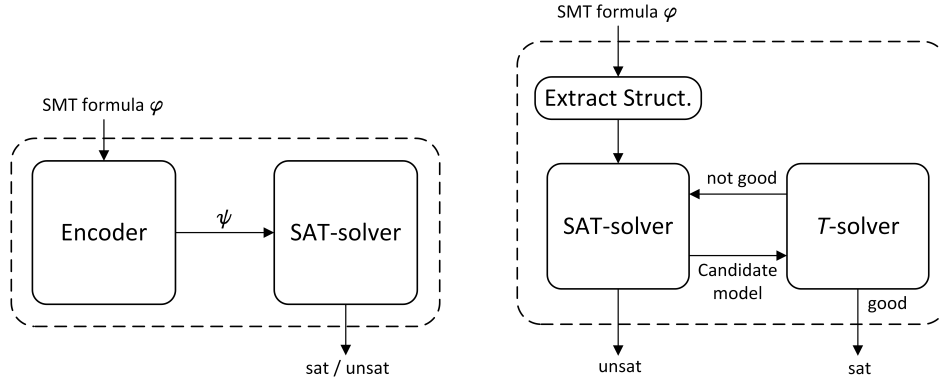 SMT formula φ
Encoder
ψ
SAT-solver
sat / unsat
SMT formula φ
Extract Struct.
SAT-solver
not good
T-solver
Candidate
model
good
unsat
sat